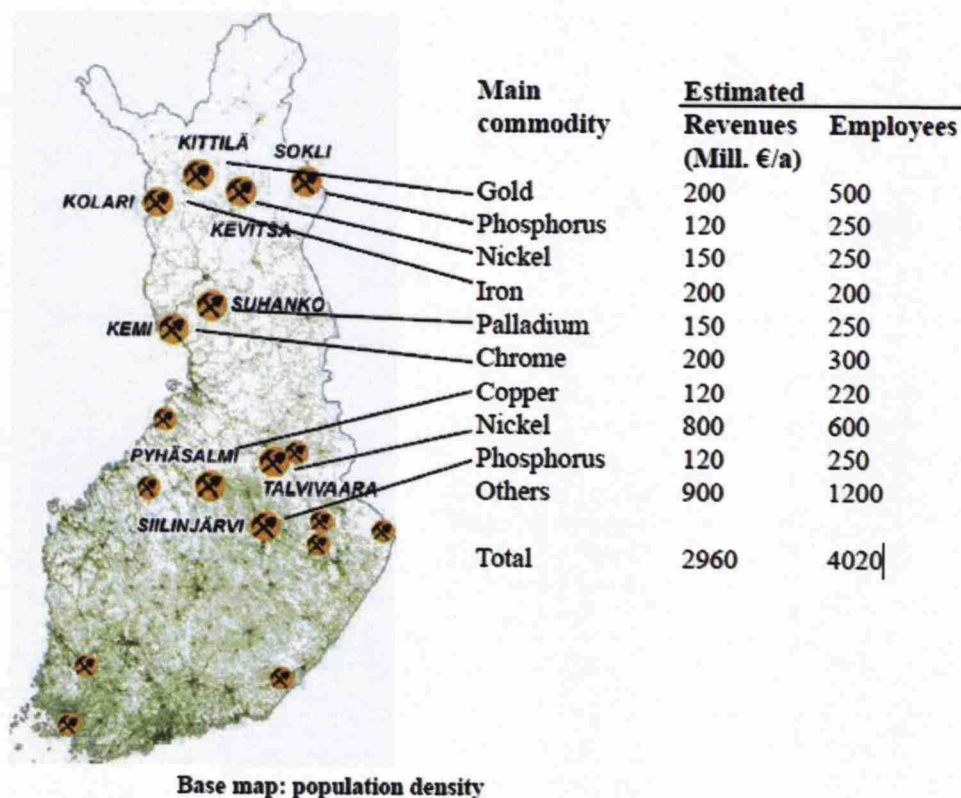 Main Estimated
commodity Revenues Employees
(Mill. €/a)
KITTILÄ
SOKLI
KOLARI
KEVITSA
SUHANKO
KEMI
PYHÄSALMI
TALVIVAARA
SIILINJÄRVI
Gold 200 500
Phosphorus 120 250
Nickel 150 250
Iron 200 200
Palladium 150 250
Chrome 200 300
Copper 120 220
Nickel 800 600
Phosphorus 120 250
Others 900 1200
Total 2960 4020
Base map: population density